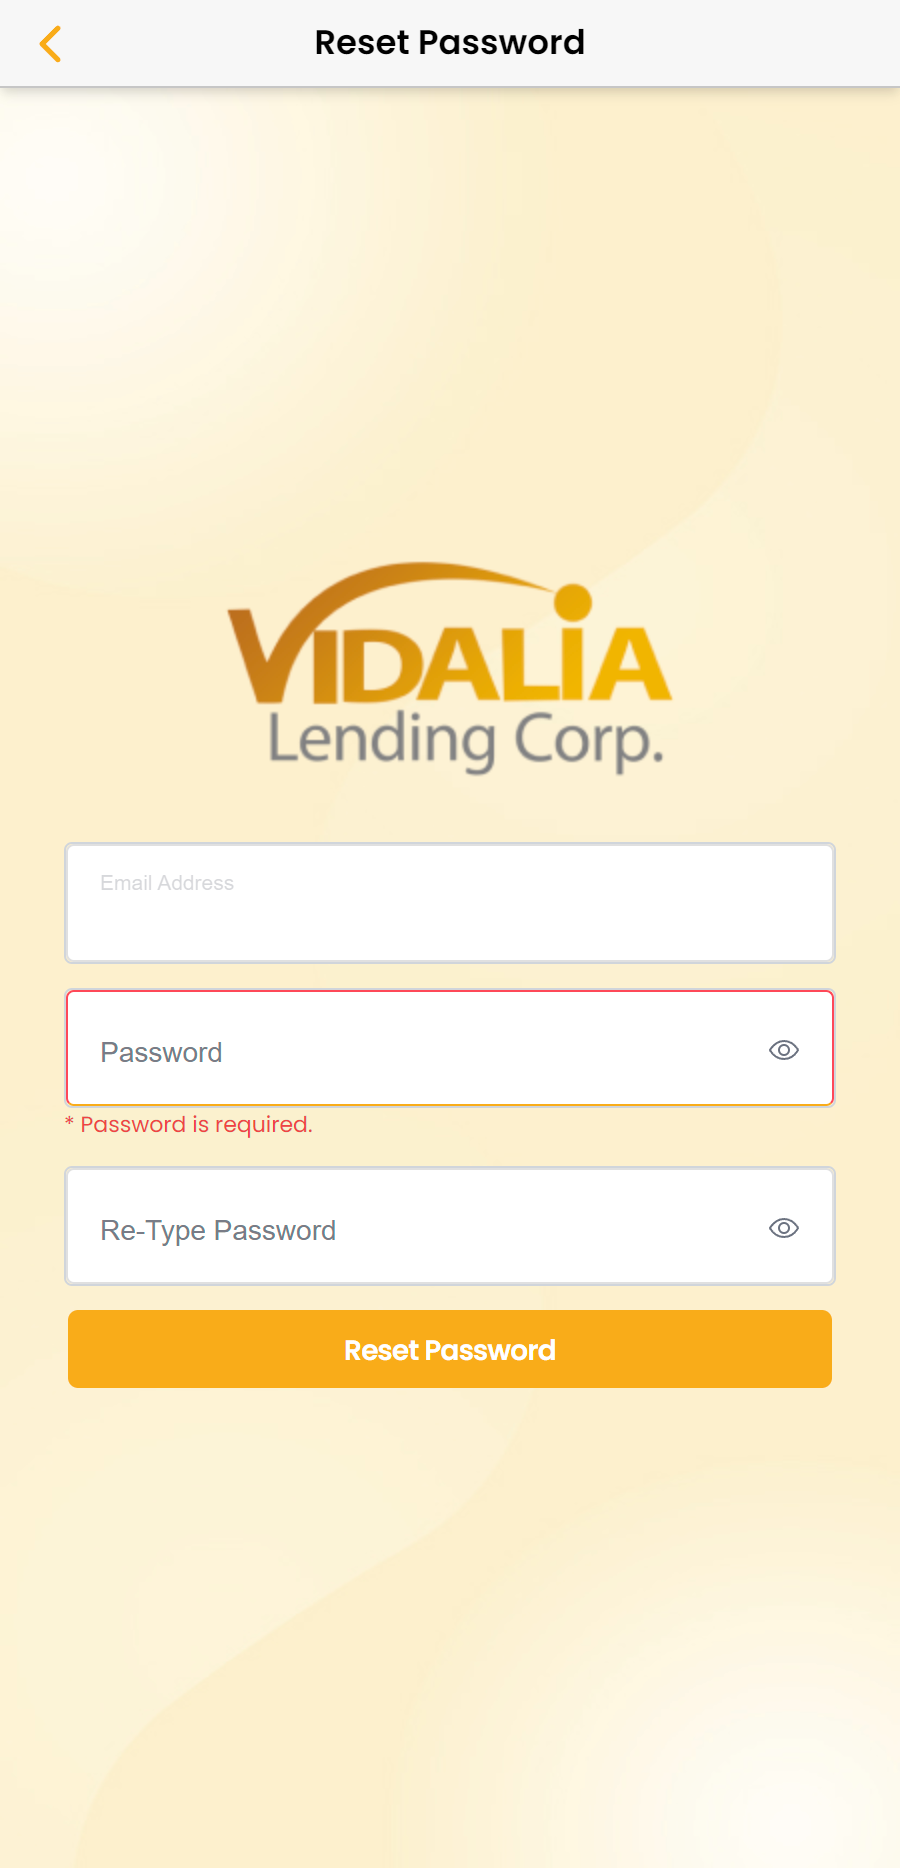 Reset Password
VIDALiA
Lending Corp.
Email Address
Password
* Password is required.
Re-Type Password
Reset Password